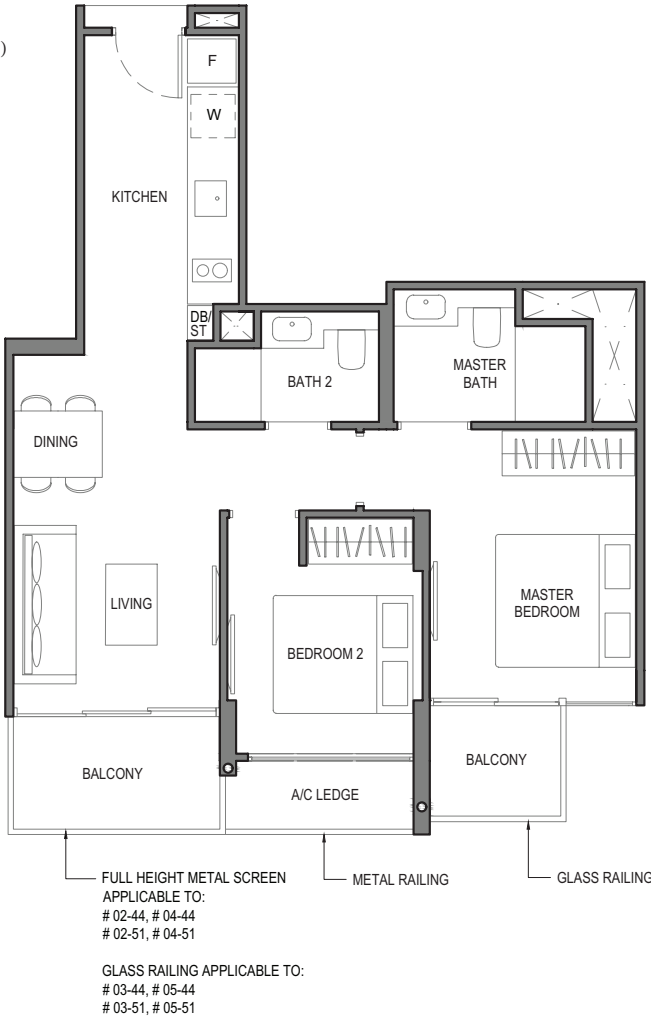 )
F
W
KITCHEN
DB/
ST
BATH 2
MASTER
BATH
DINING
LIVING
MASTER
BEDROOM
BEDROOM 2
BALCONY
BALCONY
A/C LEDGE
FULL HEIGHT METAL SCREEN
APPLICABLE TO:
# 02-44, # 04-44
# 02-51, # 04-51
METAL RAILING
GLASS RAILING
GLASS RAILING APPLICABLE TO:
# 03-44, # 05-44
# 03-51, # 05-51